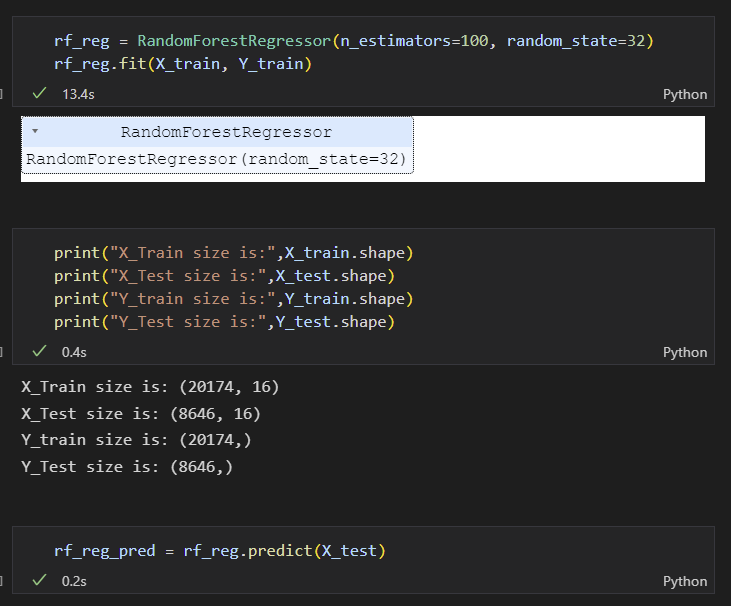 rf_reg = RandomForestRegressor(n_estimators=100, random_state=32)
rf_reg.fit(X_train, Y_train)
13.4s
Python
RandomForestRegressor
RandomForestRegressor(random_state=32)
print("X_Train size is:",X_train.shape)
print("X_Test size is:",X_test.shape)
print("Y_train size is:",Y_train.shape)
print("Y_Test size is:",Y_test.shape)
0.4s
Python
X_Train size is: (20174, 16)
X_Test size is: (8646, 16)
Y_train size is: (20174,)
Y_Test size is: (8646,)
rf_reg_pred = rf_reg.predict(X_test)
0.2s
Python